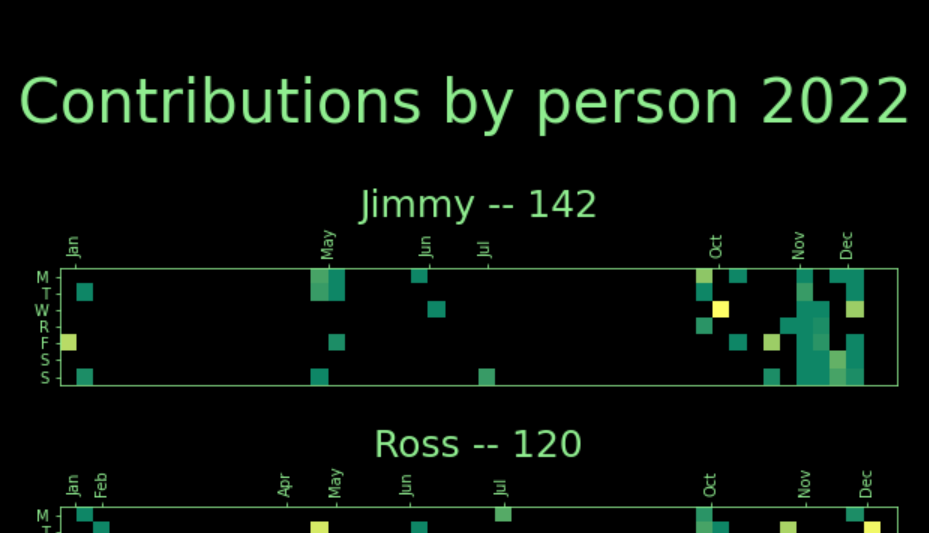 Contributions by person 2022
Jimmy -- 142
Jan May Jun Jul Oct Nov Dec
M
T
W
R
F
S
S
Ross -- 120
Jan Feb Apr May Jun Jul Oct Nov Dec
M
T